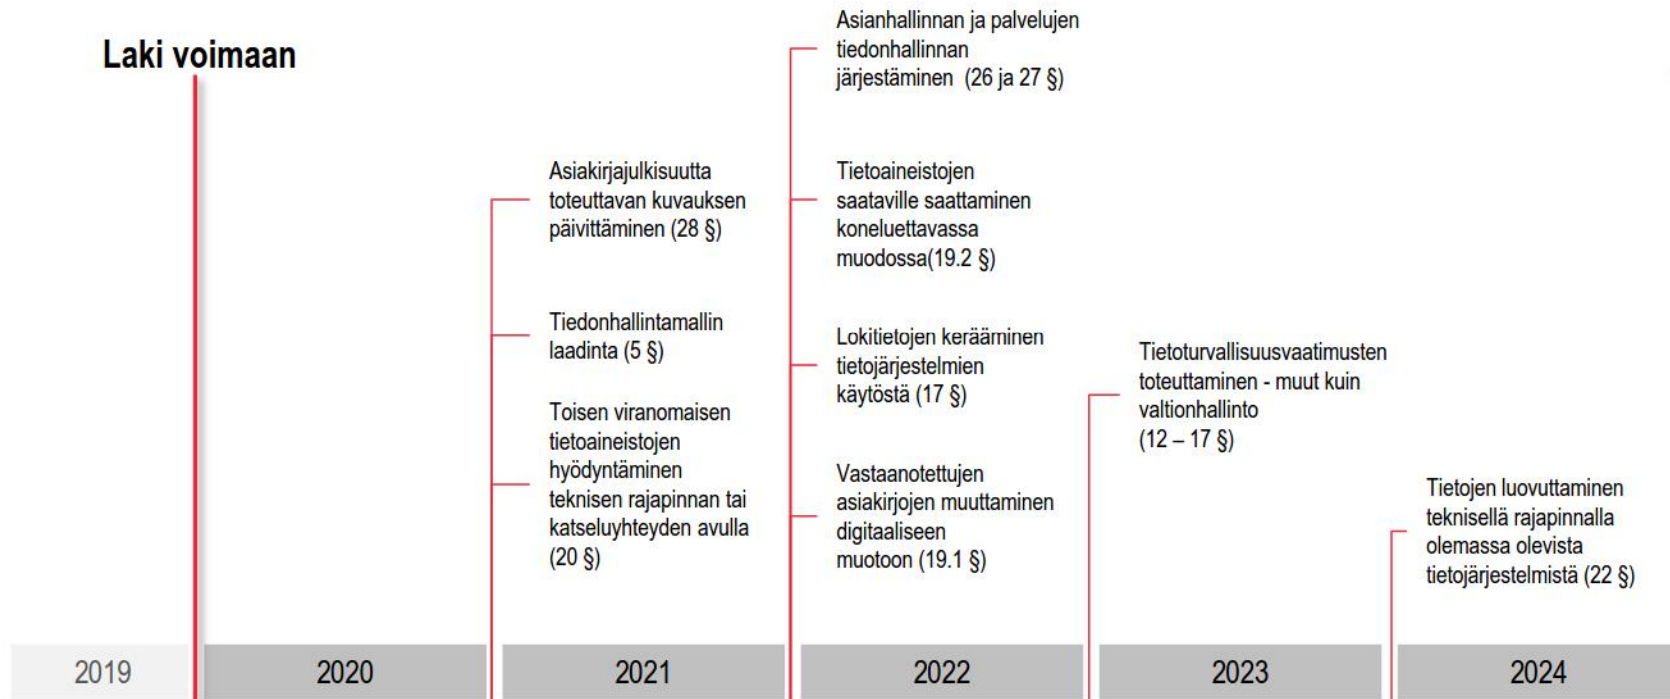 Laki voimaan
Asiakirjajulkisuutta
toteuttavan kuvauksen
päivittäminen (28 §)
Tiedonhallintamallin
laadinta (5 §)
Toisen viranomaisen
tietoaineistojen
hyödyntäminen
teknisen rajapinnan tai
katseluyhteyden avulla
(20 §)
Asianhallinnan ja palvelujen
tiedonhallinnan
järjestäminen (26 ja 27 §)
Tietoaineistojen
saataville saattaminen
koneluettavassa
muodossa(19.2 §)
Lokitietojen kerääminen
tietojärjestelmien
käytöstä (17 §)
Vastaanotettujen
asiakirjojen muuttaminen
digitaaliseen
muotoon (19.1 §)
Tietoturvallisuusvaatimusten
toteuttaminen - muut kuin
valtionhallinto
(12 – 17 §)
Tietojen luovuttaminen
teknisellä rajapinnalla
olemassa olevista
tietojärjestelmistä (22 §)
2019
2020
2021
2022
2023
2024